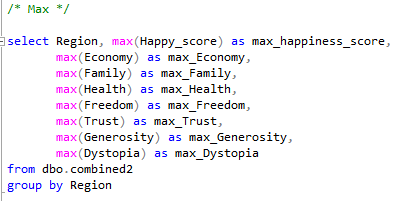 /* Max */
select Region, max(Happy_score) as max_happiness_score,
max(Economy) as max_Economy,
max(Family) as max_Family,
max(Health) as max_Health,
max(Freedom) as max_Freedom,
max(Trust) as max_Trust,
max(Generosity) as max_Generosity,
max(Dystopia) as max_Dystopia
from dbo.combined2
group by Region